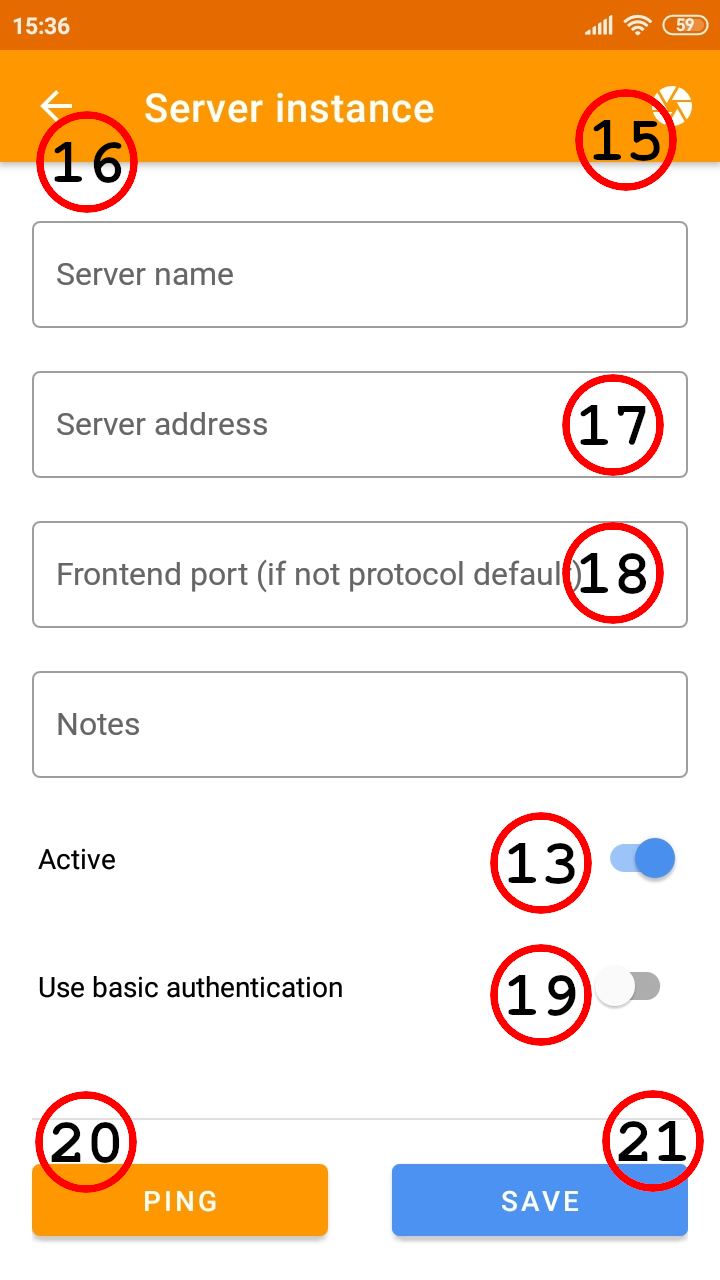 15:36
59
Server instance
15
16
Server name
Server address
17
Frontend port (if not protocol default)
18
Notes
Active
13
Use basic authentication
19
20
21
PING
SAVE